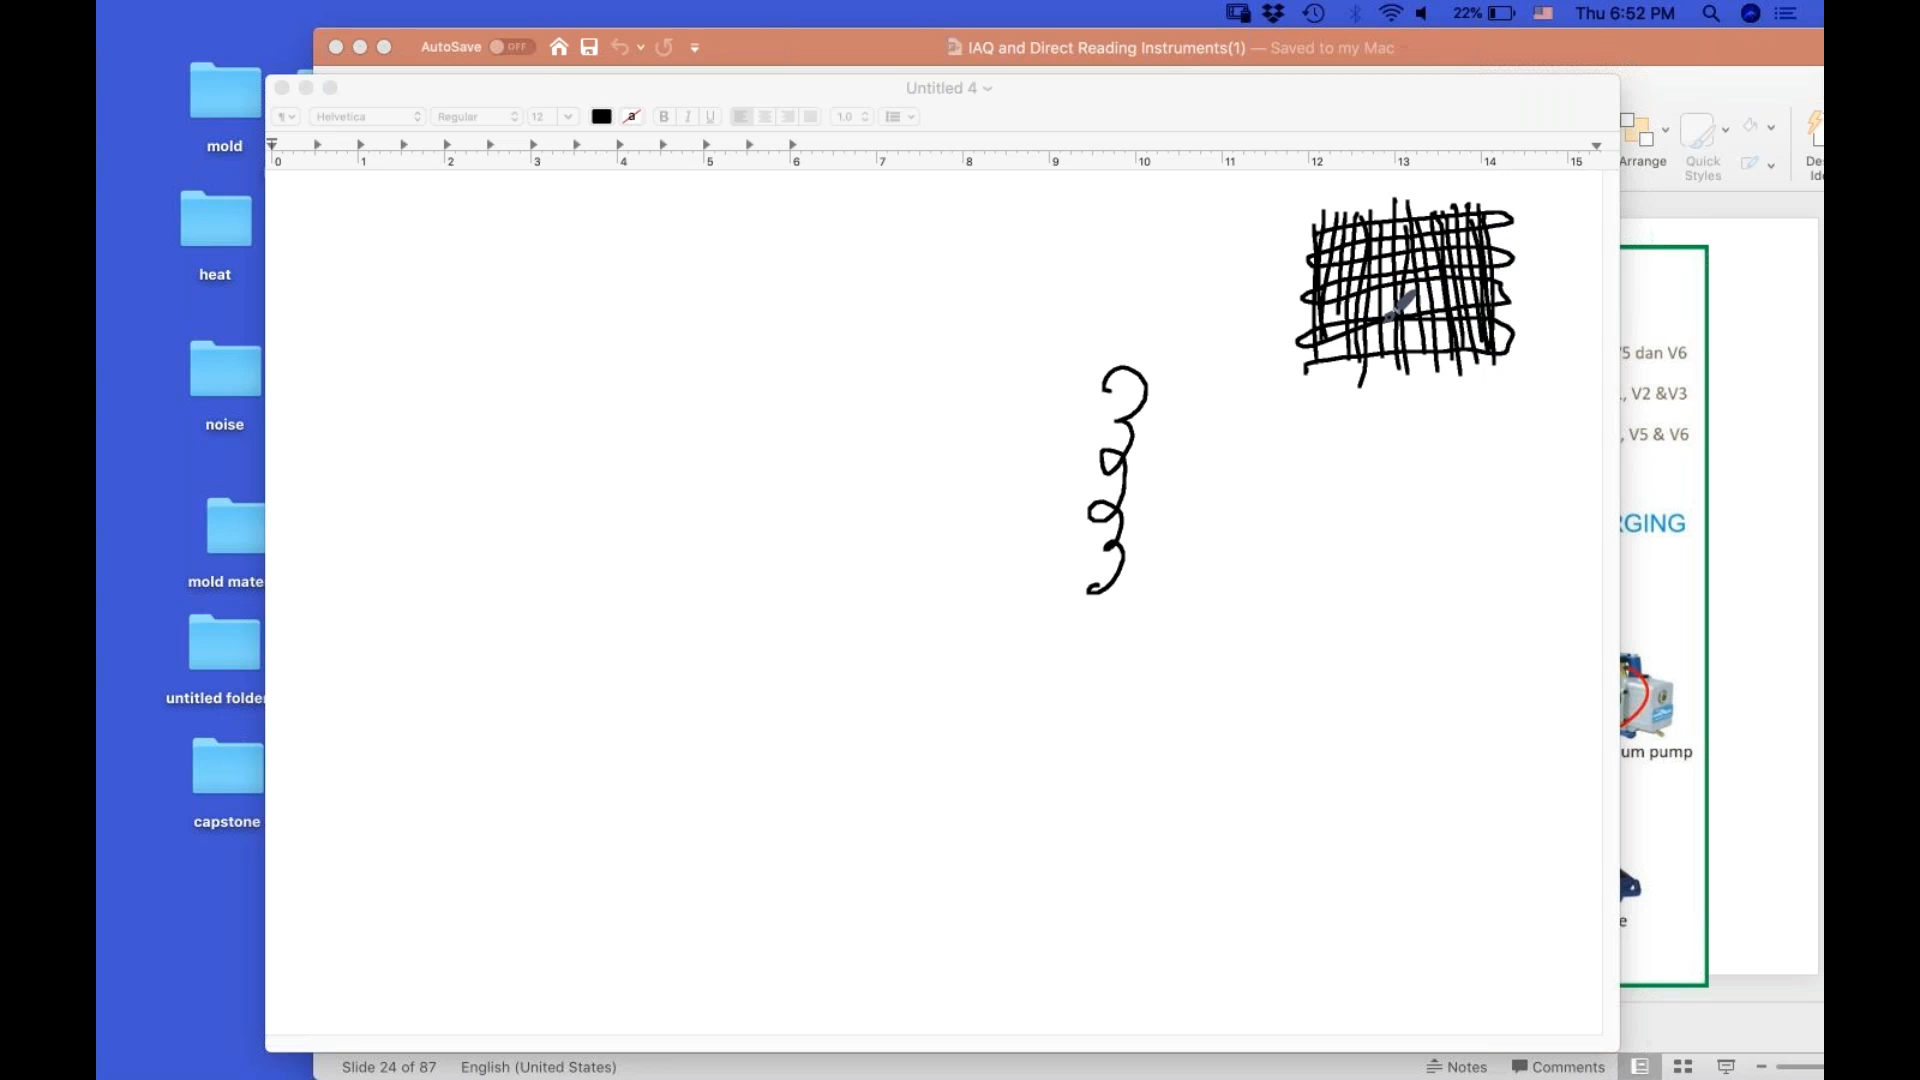 22% Thu 6:52 PM
AutoSave OFF
IAQ and Direct Reading Instruments(1) — Saved to my Mac
Untitled 4
Helvetica Regular 12 a B I U 1.0
0 1 2 3 4 5 6 7 8 9 10 11 12 13 14 15
Arrange
Quick
Styles
mold
heat
noise
mold mate
untitled folder
capstone
5 dan V6
, V2 &V3
, V5 & V6
RGING
um pump
e
Slide 24 of 87 English (United States) Notes Comments